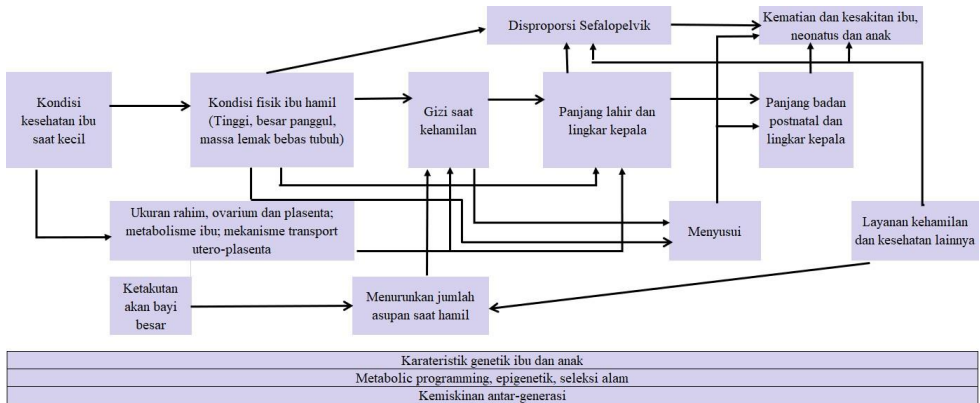 Disproporsi Sefalopelvik
Kematian dan kesakitan ibu,
neonatus dan anak
Kondisi
kesehatan ibu
saat kecil
Kondisi fisik ibu hamil
(Tinggi, besar panggul,
massa lemak bebas tubuh)
Gizi saat
kehamilan
Panjang lahir dan
lingkar kepala
Panjang badan
postnatal dan
lingkar kepala
Ukuran rahim, ovarium dan plasenta;
metabolisme ibu; mekanisme transport
utero-plasenta
Menyusui
Layanan kehamilan
dan kesehatan lainnya
Ketakutan
akan bayi
besar
Menurunkan jumlah
asupan saat hamil
Karateristik genetik ibu dan anak
Metabolic programming, epigenetik, seleksi alam
Kemiskinan antar-generasi